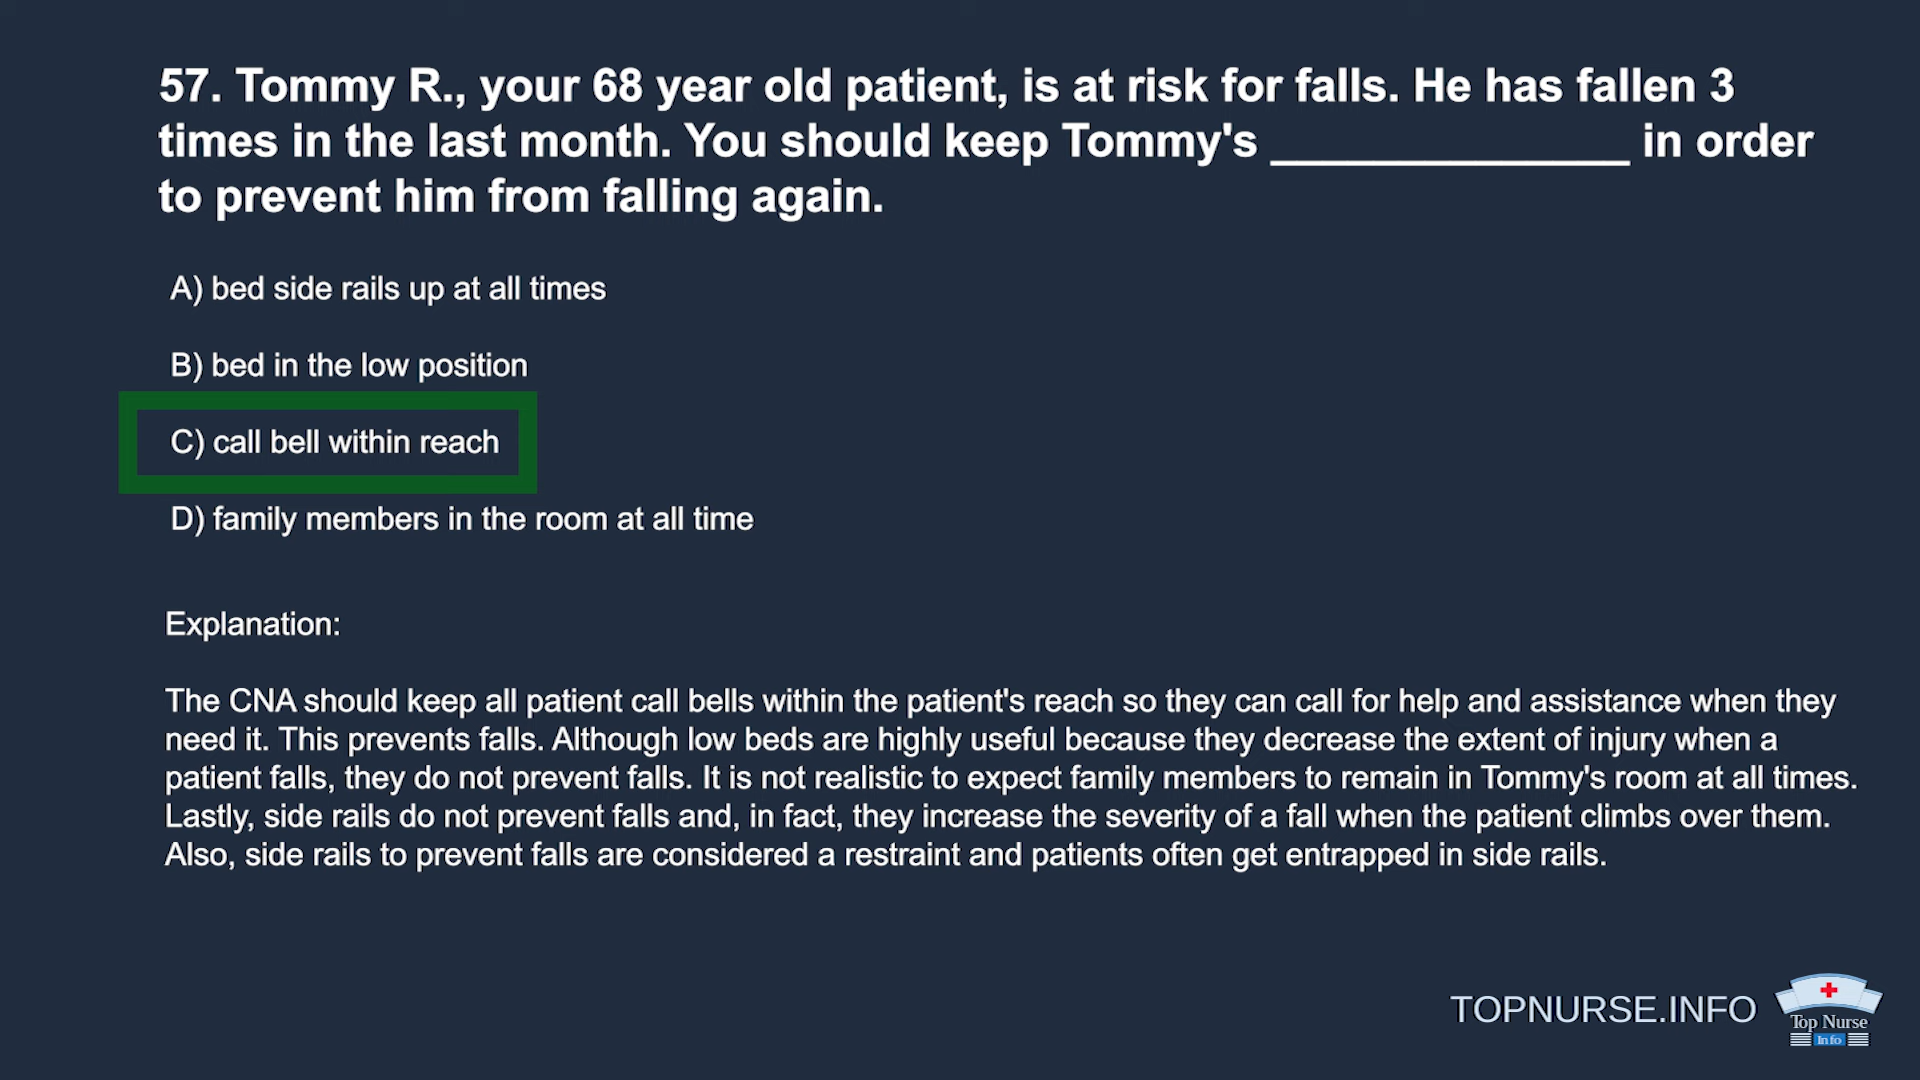 57. Tommy R., your 68 year old patient, is at risk for falls. He has fallen 3
times in the last month. You should keep Tommy's ______________ in order
to prevent him from falling again.
A) bed side rails up at all times
B) bed in the low position
C) call bell within reach
D) family members in the room at all time
Explanation:
The CNA should keep all patient call bells within the patient's reach so they can call for help and assistance when they
need it. This prevents falls. Although low beds are highly useful because they decrease the extent of injury when a
patient falls, they do not prevent falls. It is not realistic to expect family members to remain in Tommy's room at all times.
Lastly, side rails do not prevent falls and, in fact, they increase the severity of a fall when the patient climbs over them.
Also, side rails to prevent falls are considered a restraint and patients often get entrapped in side rails.
TOPNURSE.INFO
Top Nurse
Info